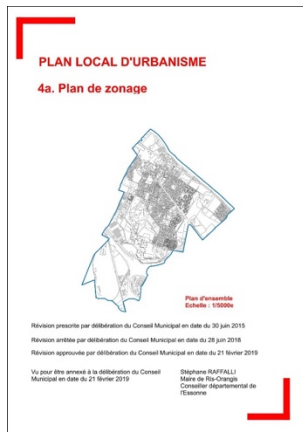 PLAN LOCAL D'URBANISME
4a. Plan de zonage
Plan d'ensemble
Echelle : 1/5000e
Révision prescrite par délibération du Conseil Municipal en date du 30 juin 2015
Révision arrêtée par délibération du Conseil Municipal en date du 28 juin 2018
Révision approuvée par délibération du Conseil Municipal en date du 21 février 2019
Vu pour être annexé à la délibération du Conseil
Municipal en date du 21 février 2019
Stéphane RAFFALLI
Maire de Ris-Orangis
Conseiller départemental de
l'Essonne